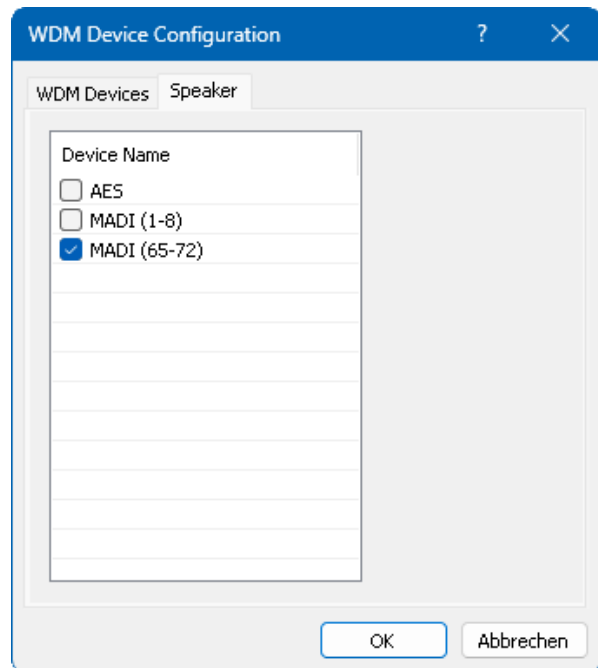 WDM Device Configuration ?
WDM Devices Speaker
Device Name
AES
MADI (1-8)
MADI (65-72)
OK Abbrechen